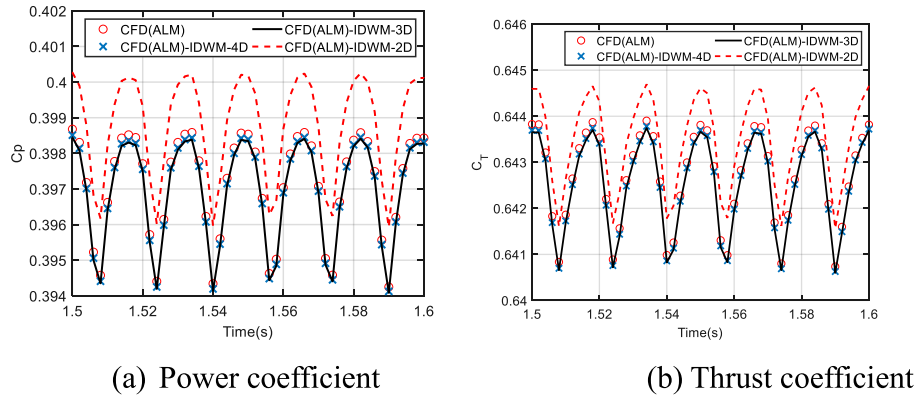 0.402
0.401
0.4
0.399
0.398
0.397
0.396
0.395
0.394
Cp
CFD(ALM) CFD(ALM)-IDWM-3D
CFD(ALM)-IDWM-4D CFD(ALM)-IDWM-2D
1.5 1.52 1.54 1.56 1.58 1.6
Time(s)
(a) Power coefficient
0.646
0.645
0.644
0.643
0.642
0.641
0.64
C_T
CFD(ALM) CFD(ALM)-IDWM-3D
CFD(ALM)-IDWM-4D CFD(ALM)-IDWM-2D
1.5 1.52 1.54 1.56 1.58 1.6
Time(s)
(b) Thrust coefficient